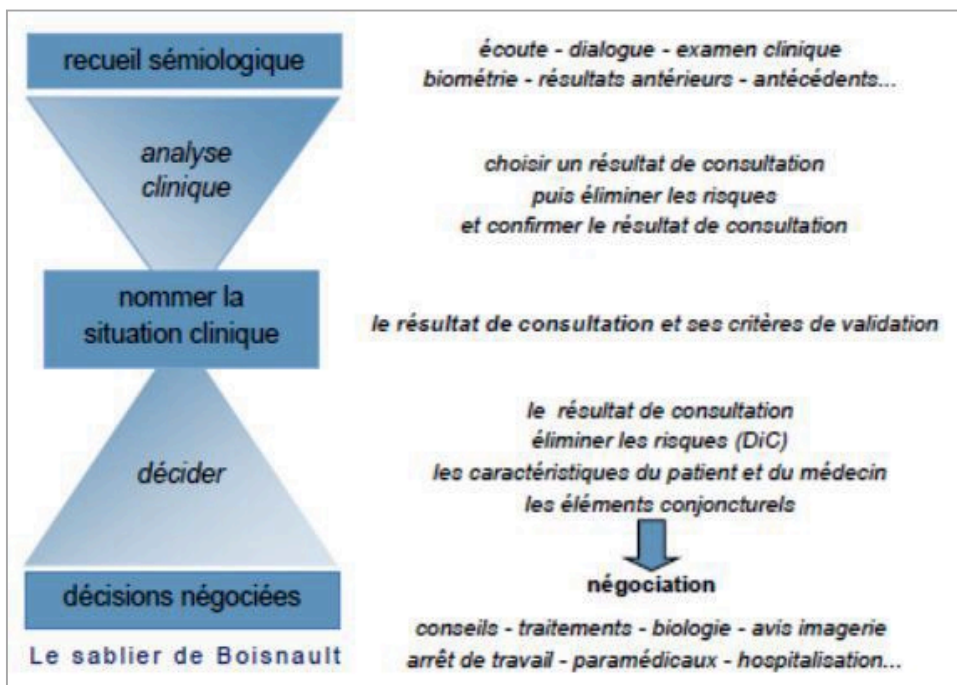 recueil sémiologique
écoute - dialogue - examen clinique
biométrie - résultats antérieurs - antécédents...
analyse
clinique
choisir un résultat de consultation
puis éliminer les risques
et confirmer le résultat de consultation
nommer la
situation clinique
le résultat de consultation et ses critères de validation
décider
le résultat de consultation
éliminer les risques (DiC)
les caractéristiques du patient et du médecin
les éléments conjoncturels
négociation
décisions négociées
conseils - traitements - biologie - avis imagerie
arrêt de travail - paramédicaux - hospitalisation...
Le sablier de Boisnault